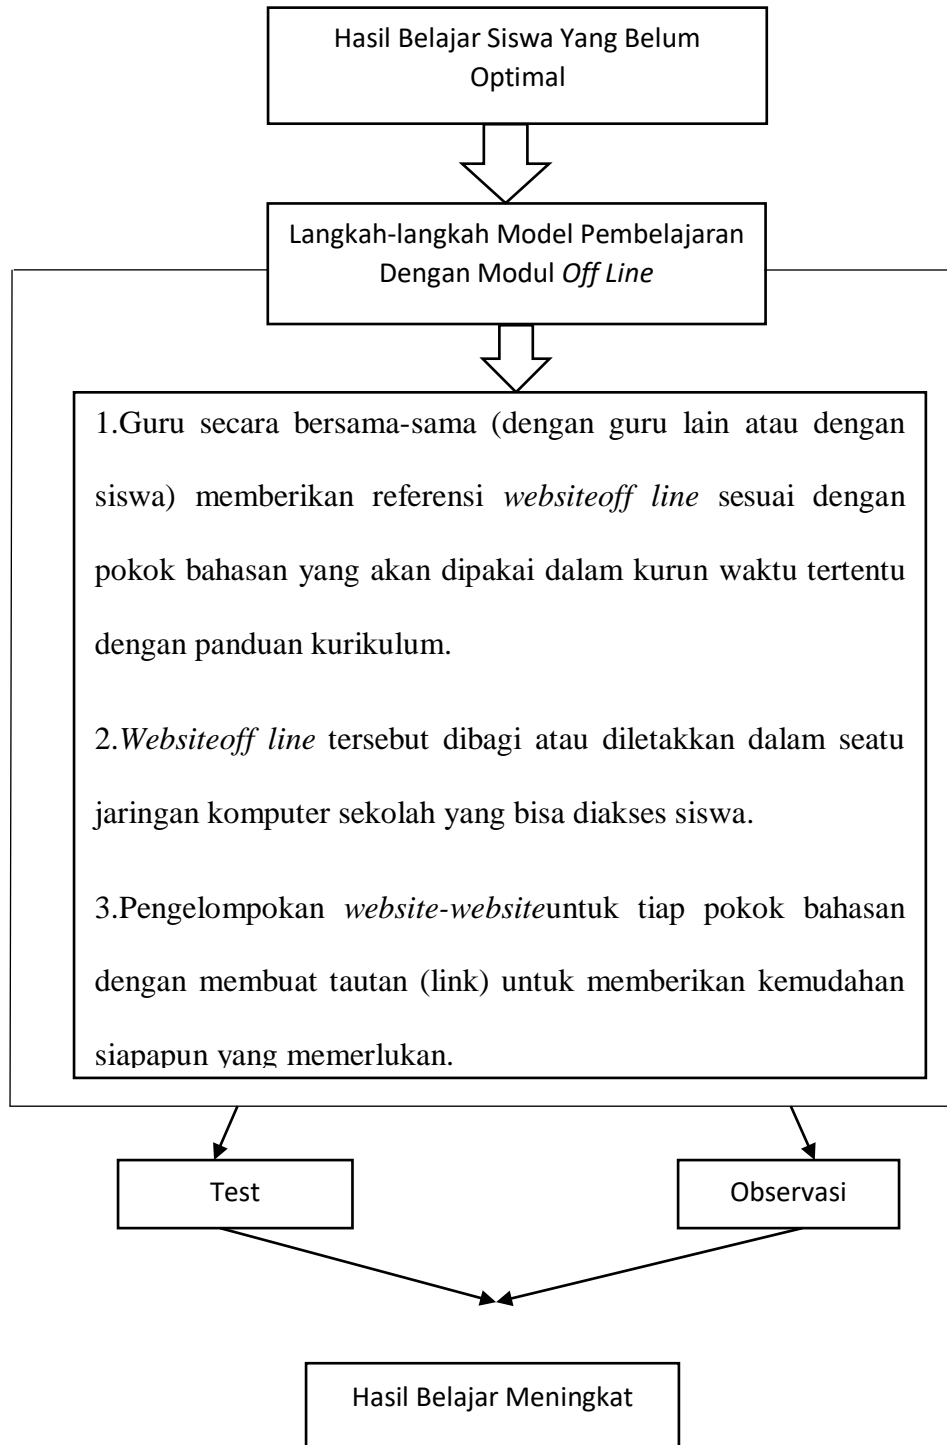 Hasil Belajar Siswa Yang Belum
Optimal
Langkah-langkah Model Pembelajaran
Dengan Modul Off Line
1.Guru secara bersama-sama (dengan guru lain atau dengan
siswa) memberikan referensi websiteoff line sesuai dengan
pokok bahasan yang akan dipakai dalam kurun waktu tertentu
dengan panduan kurikulum.
2.Websiteoff line tersebut dibagi atau diletakkan dalam seatu
jaringan komputer sekolah yang bisa diakses siswa.
3.Pengelompokan website-websiteuntuk tiap pokok bahasan
dengan membuat tautan (link) untuk memberikan kemudahan
siapapun yang memerlukan.
Test
Observasi
Hasil Belajar Meningkat